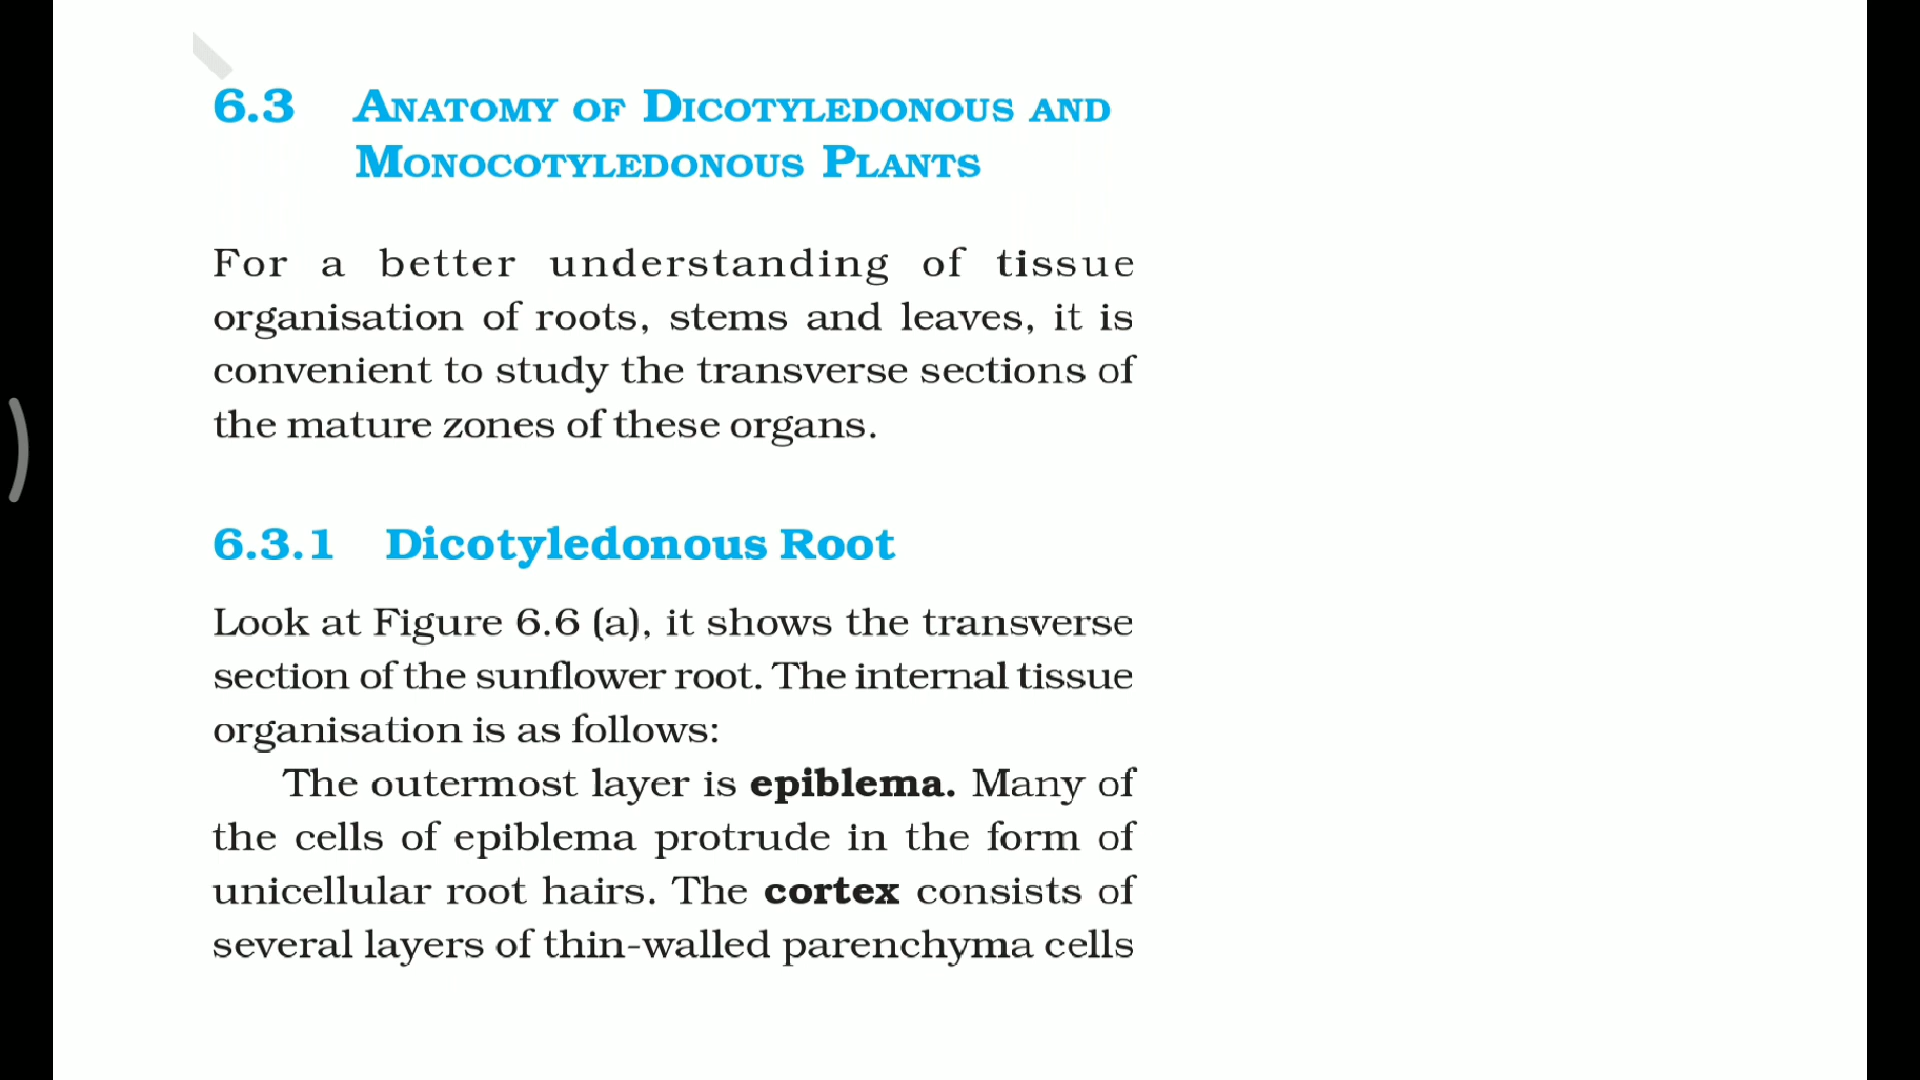 6.3 Anatomy of Dicotyledonous and
Monocotyledonous Plants
For a better understanding of tissue
organisation of roots, stems and leaves, it is
convenient to study the transverse sections of
the mature zones of these organs.
6.3.1 Dicotyledonous Root
Look at Figure 6.6 (a), it shows the transverse
section of the sunflower root. The internal tissue
organisation is as follows:
The outermost layer is epiblema. Many of
the cells of epiblema protrude in the form of
unicellular root hairs. The cortex consists of
several layers of thin-walled parenchyma cells